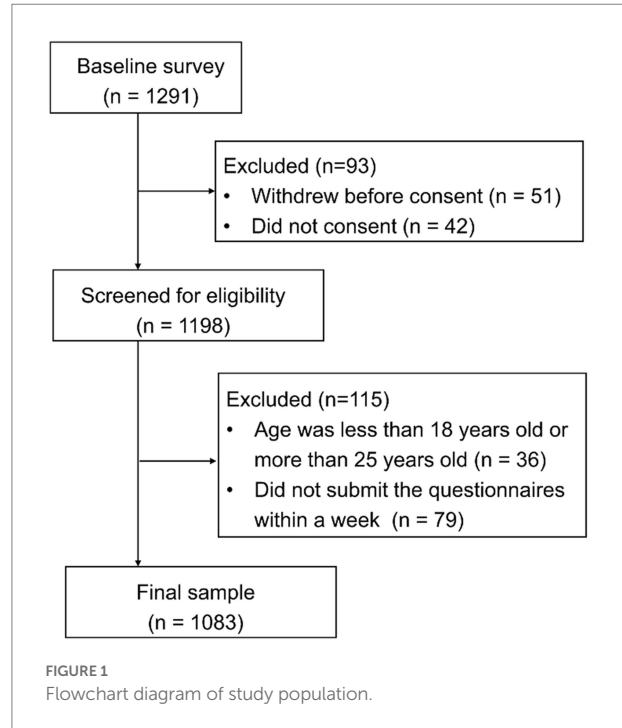 Baseline survey
(n = 1291)
Excluded (n=93)
• Withdrew before consent (n = 51)
• Did not consent (n = 42)
Screened for eligibility
(n = 1198)
Excluded (n=115)
• Age was less than 18 years old or
more than 25 years old (n = 36)
• Did not submit the questionnaires
within a week (n = 79)
Final sample
(n = 1083)
FIGURE 1
Flowchart diagram of study population.